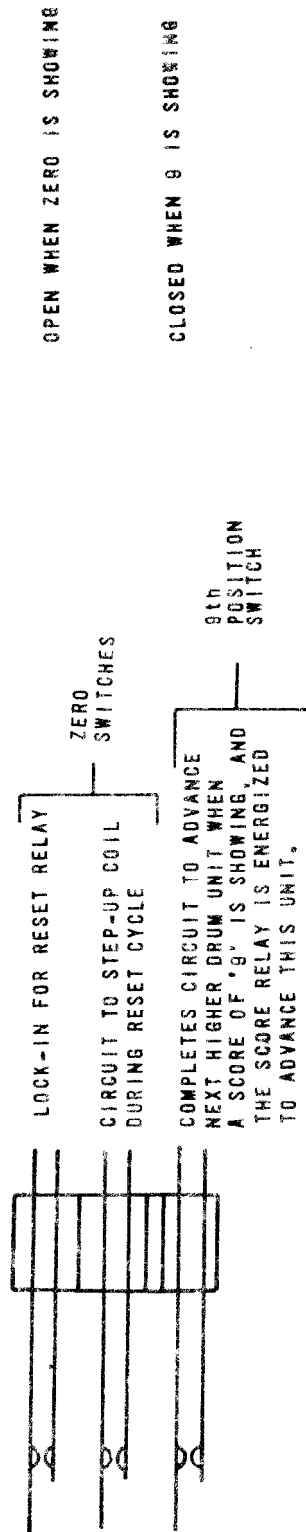 LOCK-IN FOR RESET RELAY
CIRCUIT TO STEP-UP COIL
DURING RESET CYCLE
ZERO
SWITCHES
OPEN WHEN ZERO IS SHOWING
COMPLETES CIRCUIT TO ADVANCE
NEXT HIGHER DRUM UNIT WHEN
A SCORE OF "9" IS SHOWING, AND
THE SCORE RELAY IS ENERGIZED
TO ADVANCE THIS UNIT.
9th
POSITION
SWITCH
CLOSED WHEN 9 IS SHOWING